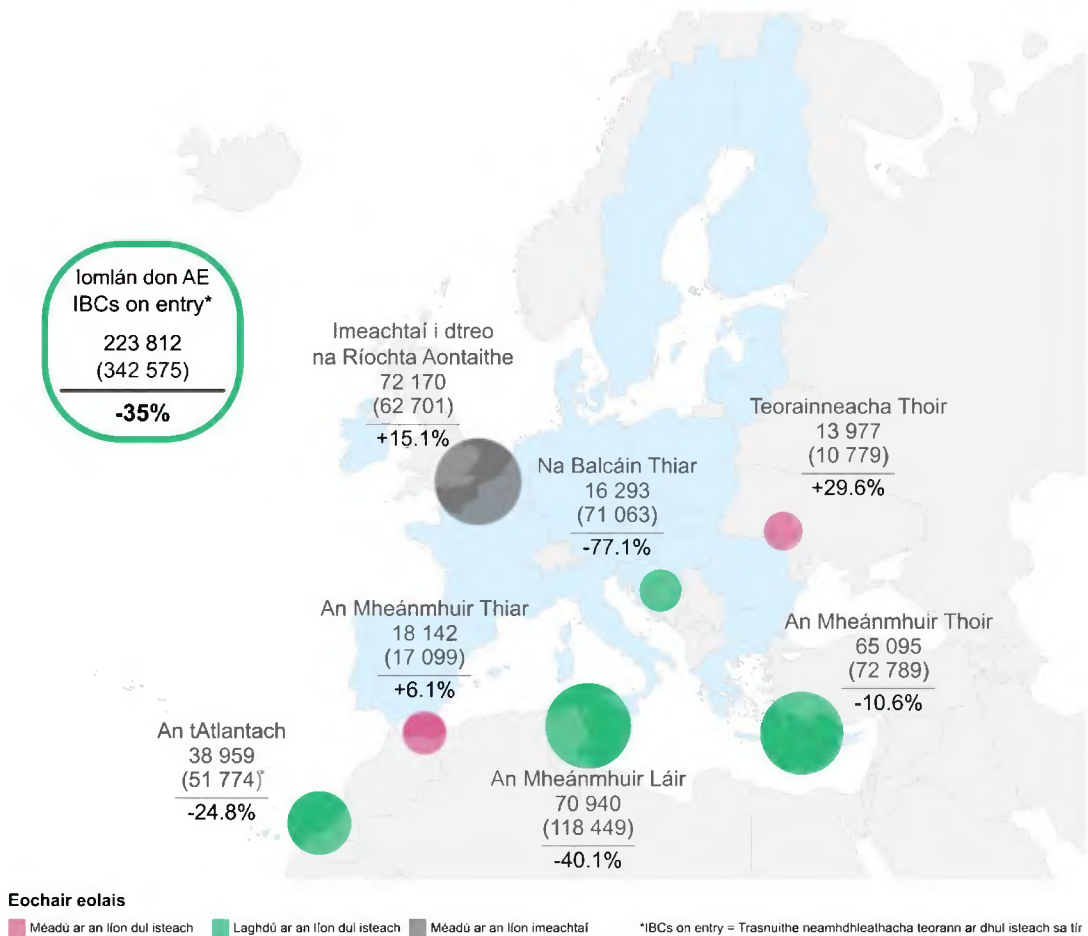 Iomlán don AE
IBCs on entry*
223 812
(342 575)
-35%
Imeachtaí i dtreo
na Ríochta Aontaithe
72 170
(62 701)
+15.1%
Teorainneacha Thoir
13 977
(10 779)
+29.6%
Na Balcáin Thiar
16 293
(71 063)
-77.1%
An Mheánmhuir Thiar
18 142
(17 099)
+6.1%
An Mheánmhuir Thoir
65 095
(72 789)
-10.6%
An tAtlantach
38 959
(51 774)
-24.8%
An Mheánmhuir Láir
70 940
(118 449)
-40.1%
Eochair eolais
Méadú ar an líon dul isteach
Laghdú ar an líon dul isteach
Méadú ar an líon imeachtaí
*IBCs on entry = Trasnuithe neamhdhleathacha teorann ar dhul isteach sa tír